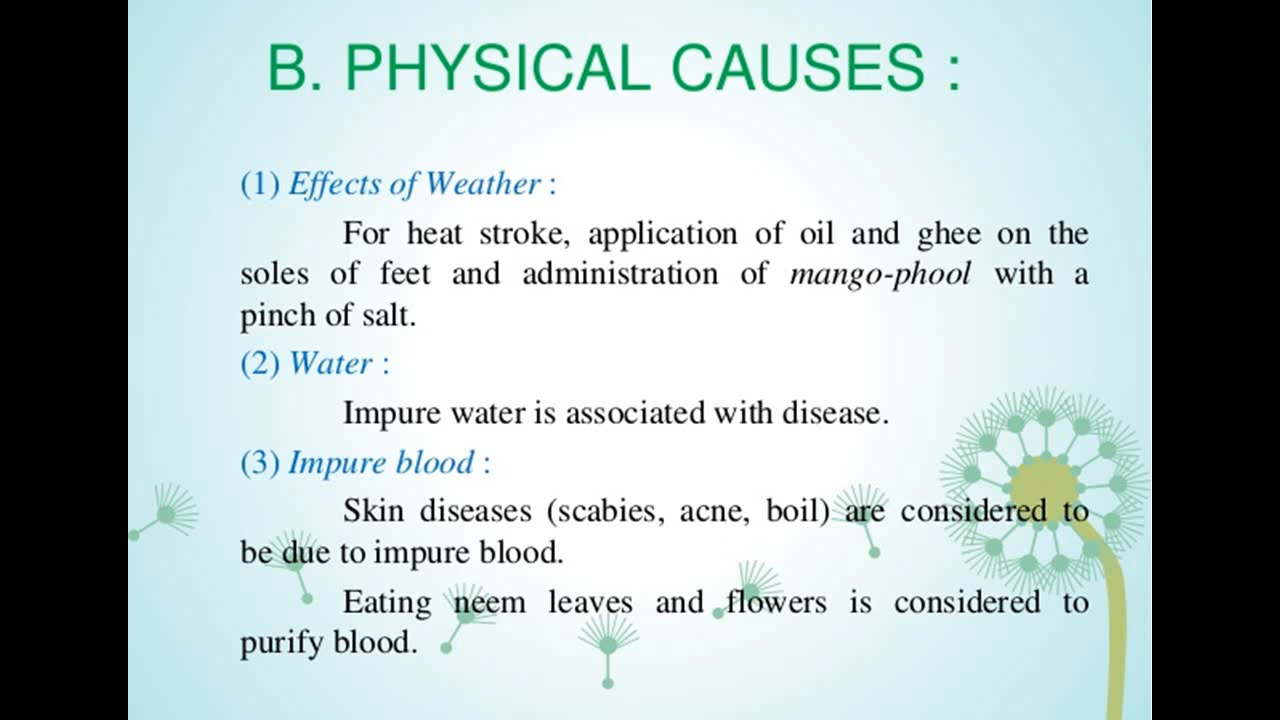 B. PHYSICAL CAUSES :
(1) Effects of Weather :
For heat stroke, application of oil and ghee on the
soles of feet and administration of mango-phool with a
pinch of salt.
(2) Water :
Impure water is associated with disease.
(3) Impure blood :
Skin diseases (scabies, acne, boil) are considered to
be due to impure blood.
Eating neem leaves and flowers is considered to
purify blood.